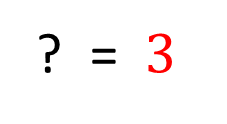 ? = 3